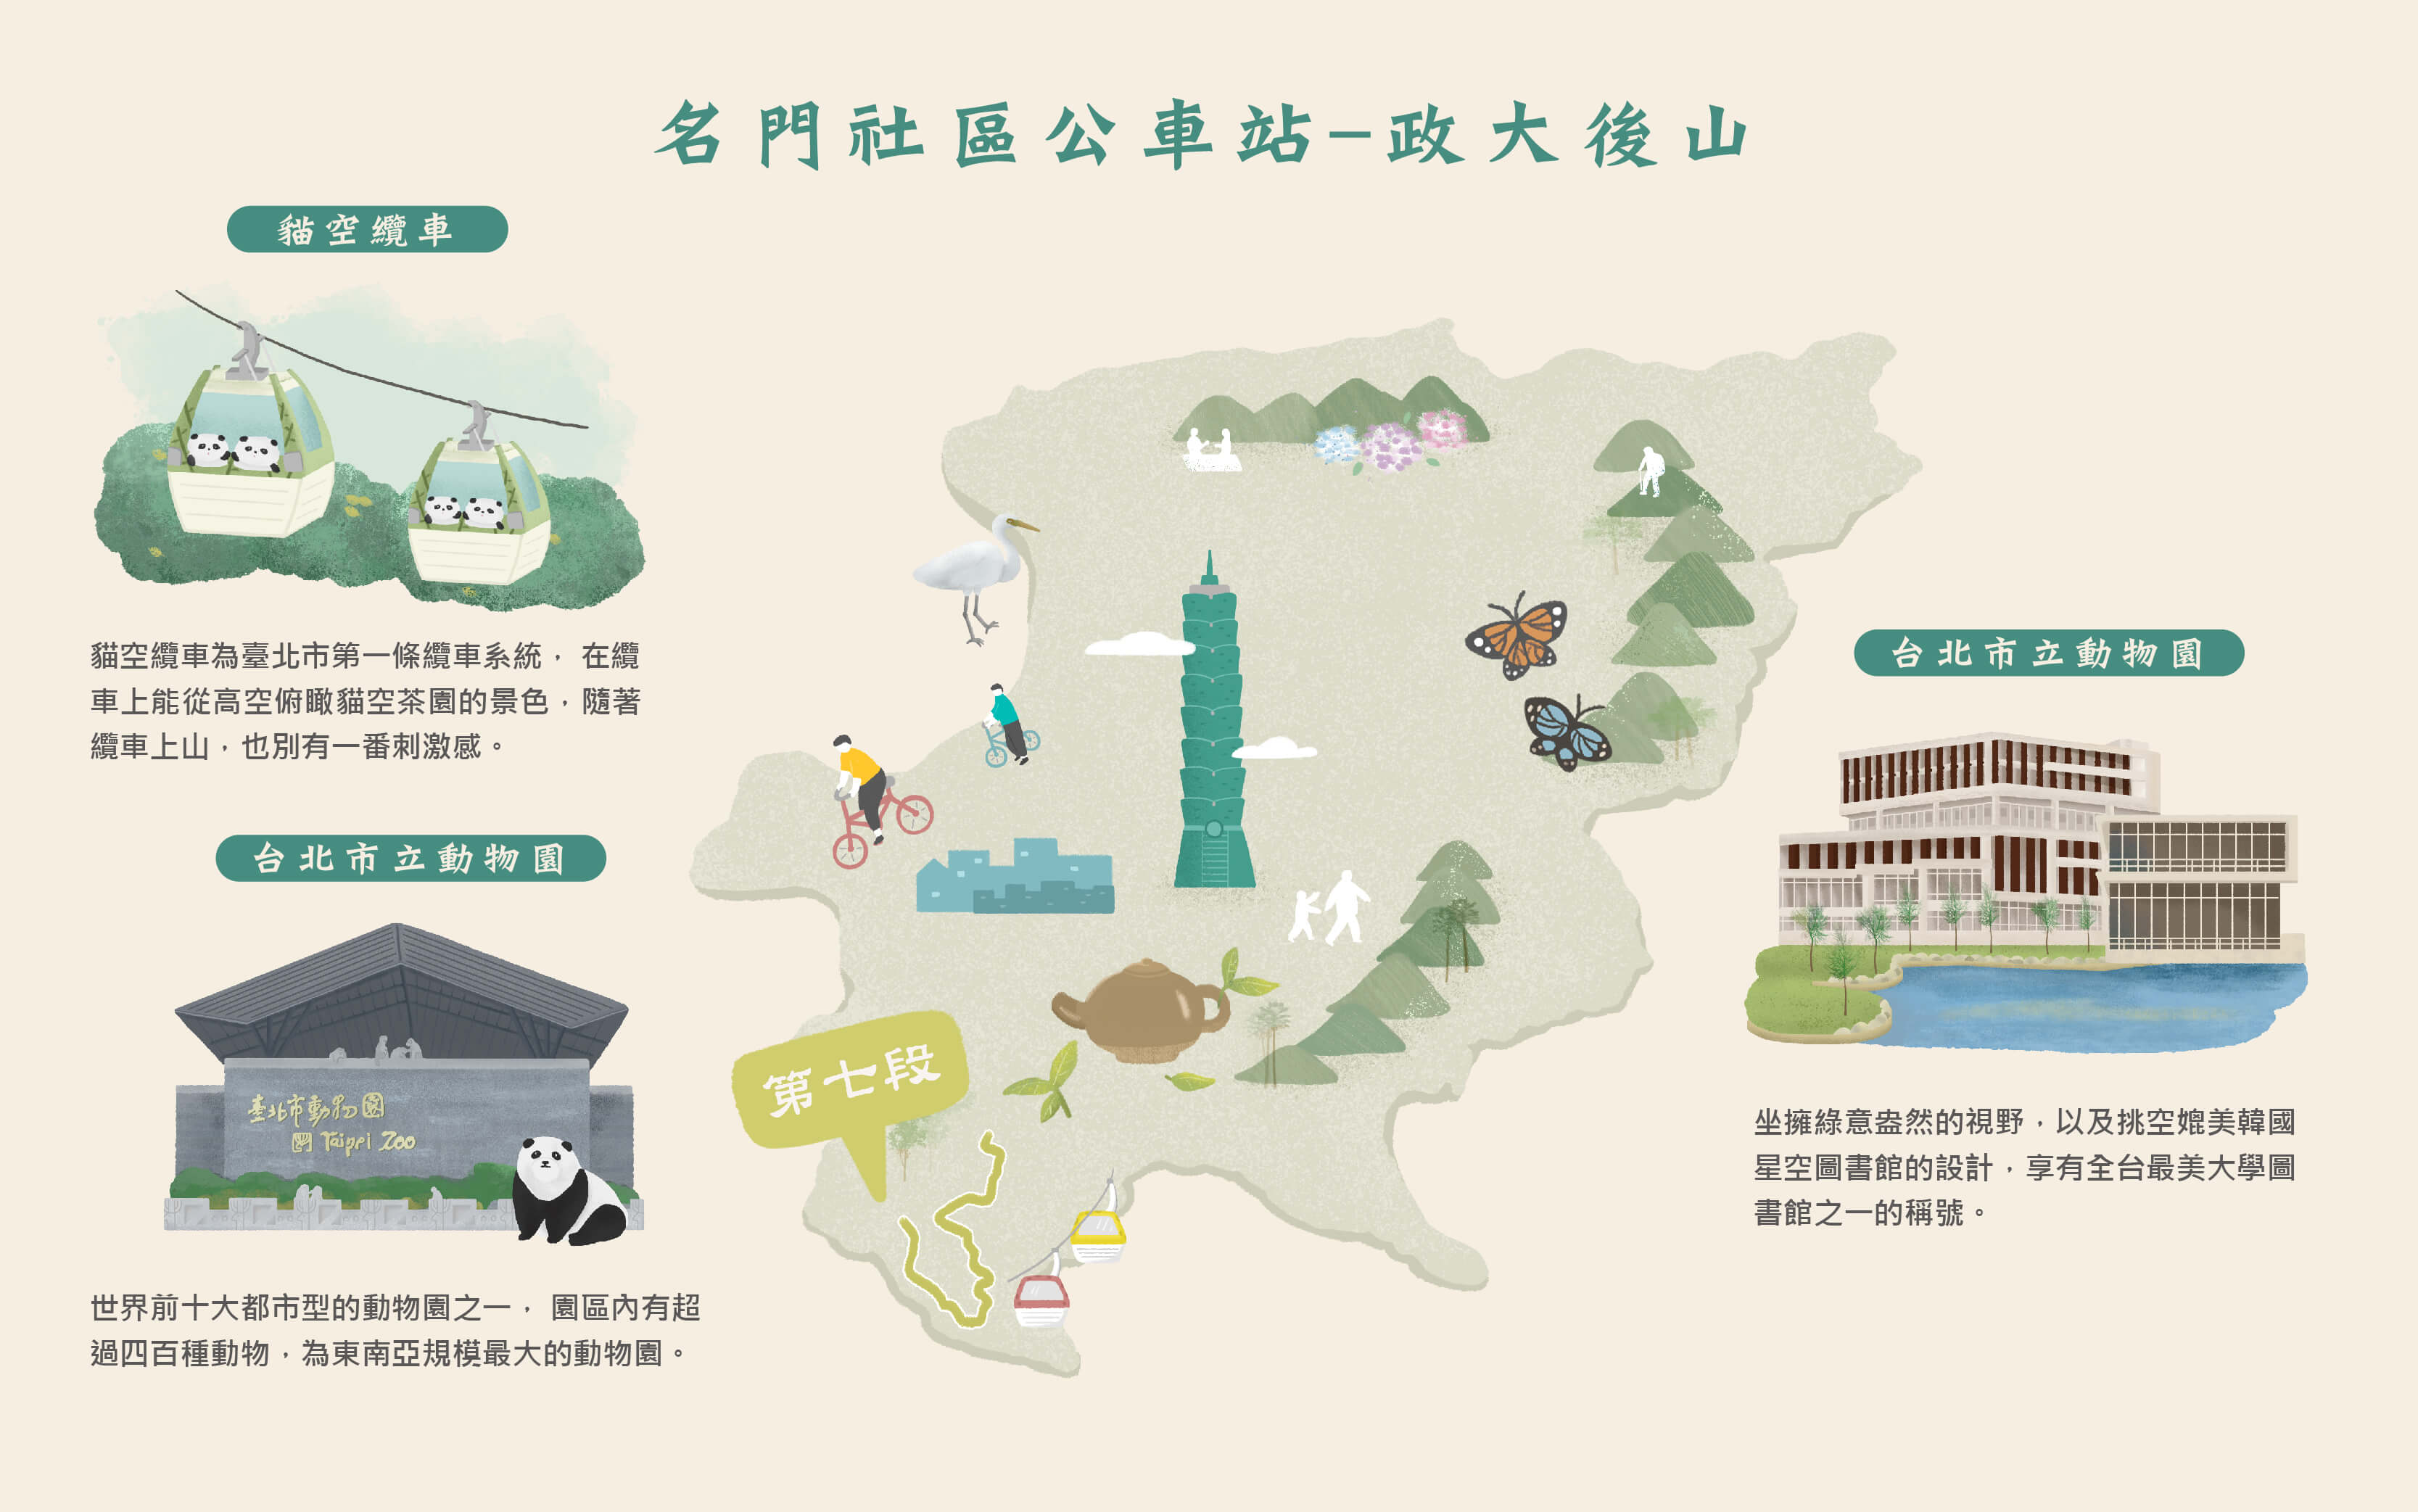 名門社區公車站-政大後山
貓空纜車
貓空纜車為臺北市第一條纜車系統， 在纜
車上能從高空俯瞰貓空茶園的景色，隨著
纜車上山，也別有一番刺激感。
台北市立動物園
臺北市動物園
Taipei Zoo
世界前十大都市型的動物園之一， 園區內有超
過四百種動物，為東南亞規模最大的動物園。
第七段
台北市立動物園
坐擁綠意盎然的視野，以及挑空媲美韓國
星空圖書館的設計，享有全台最美大學圖
書館之一的稱號。